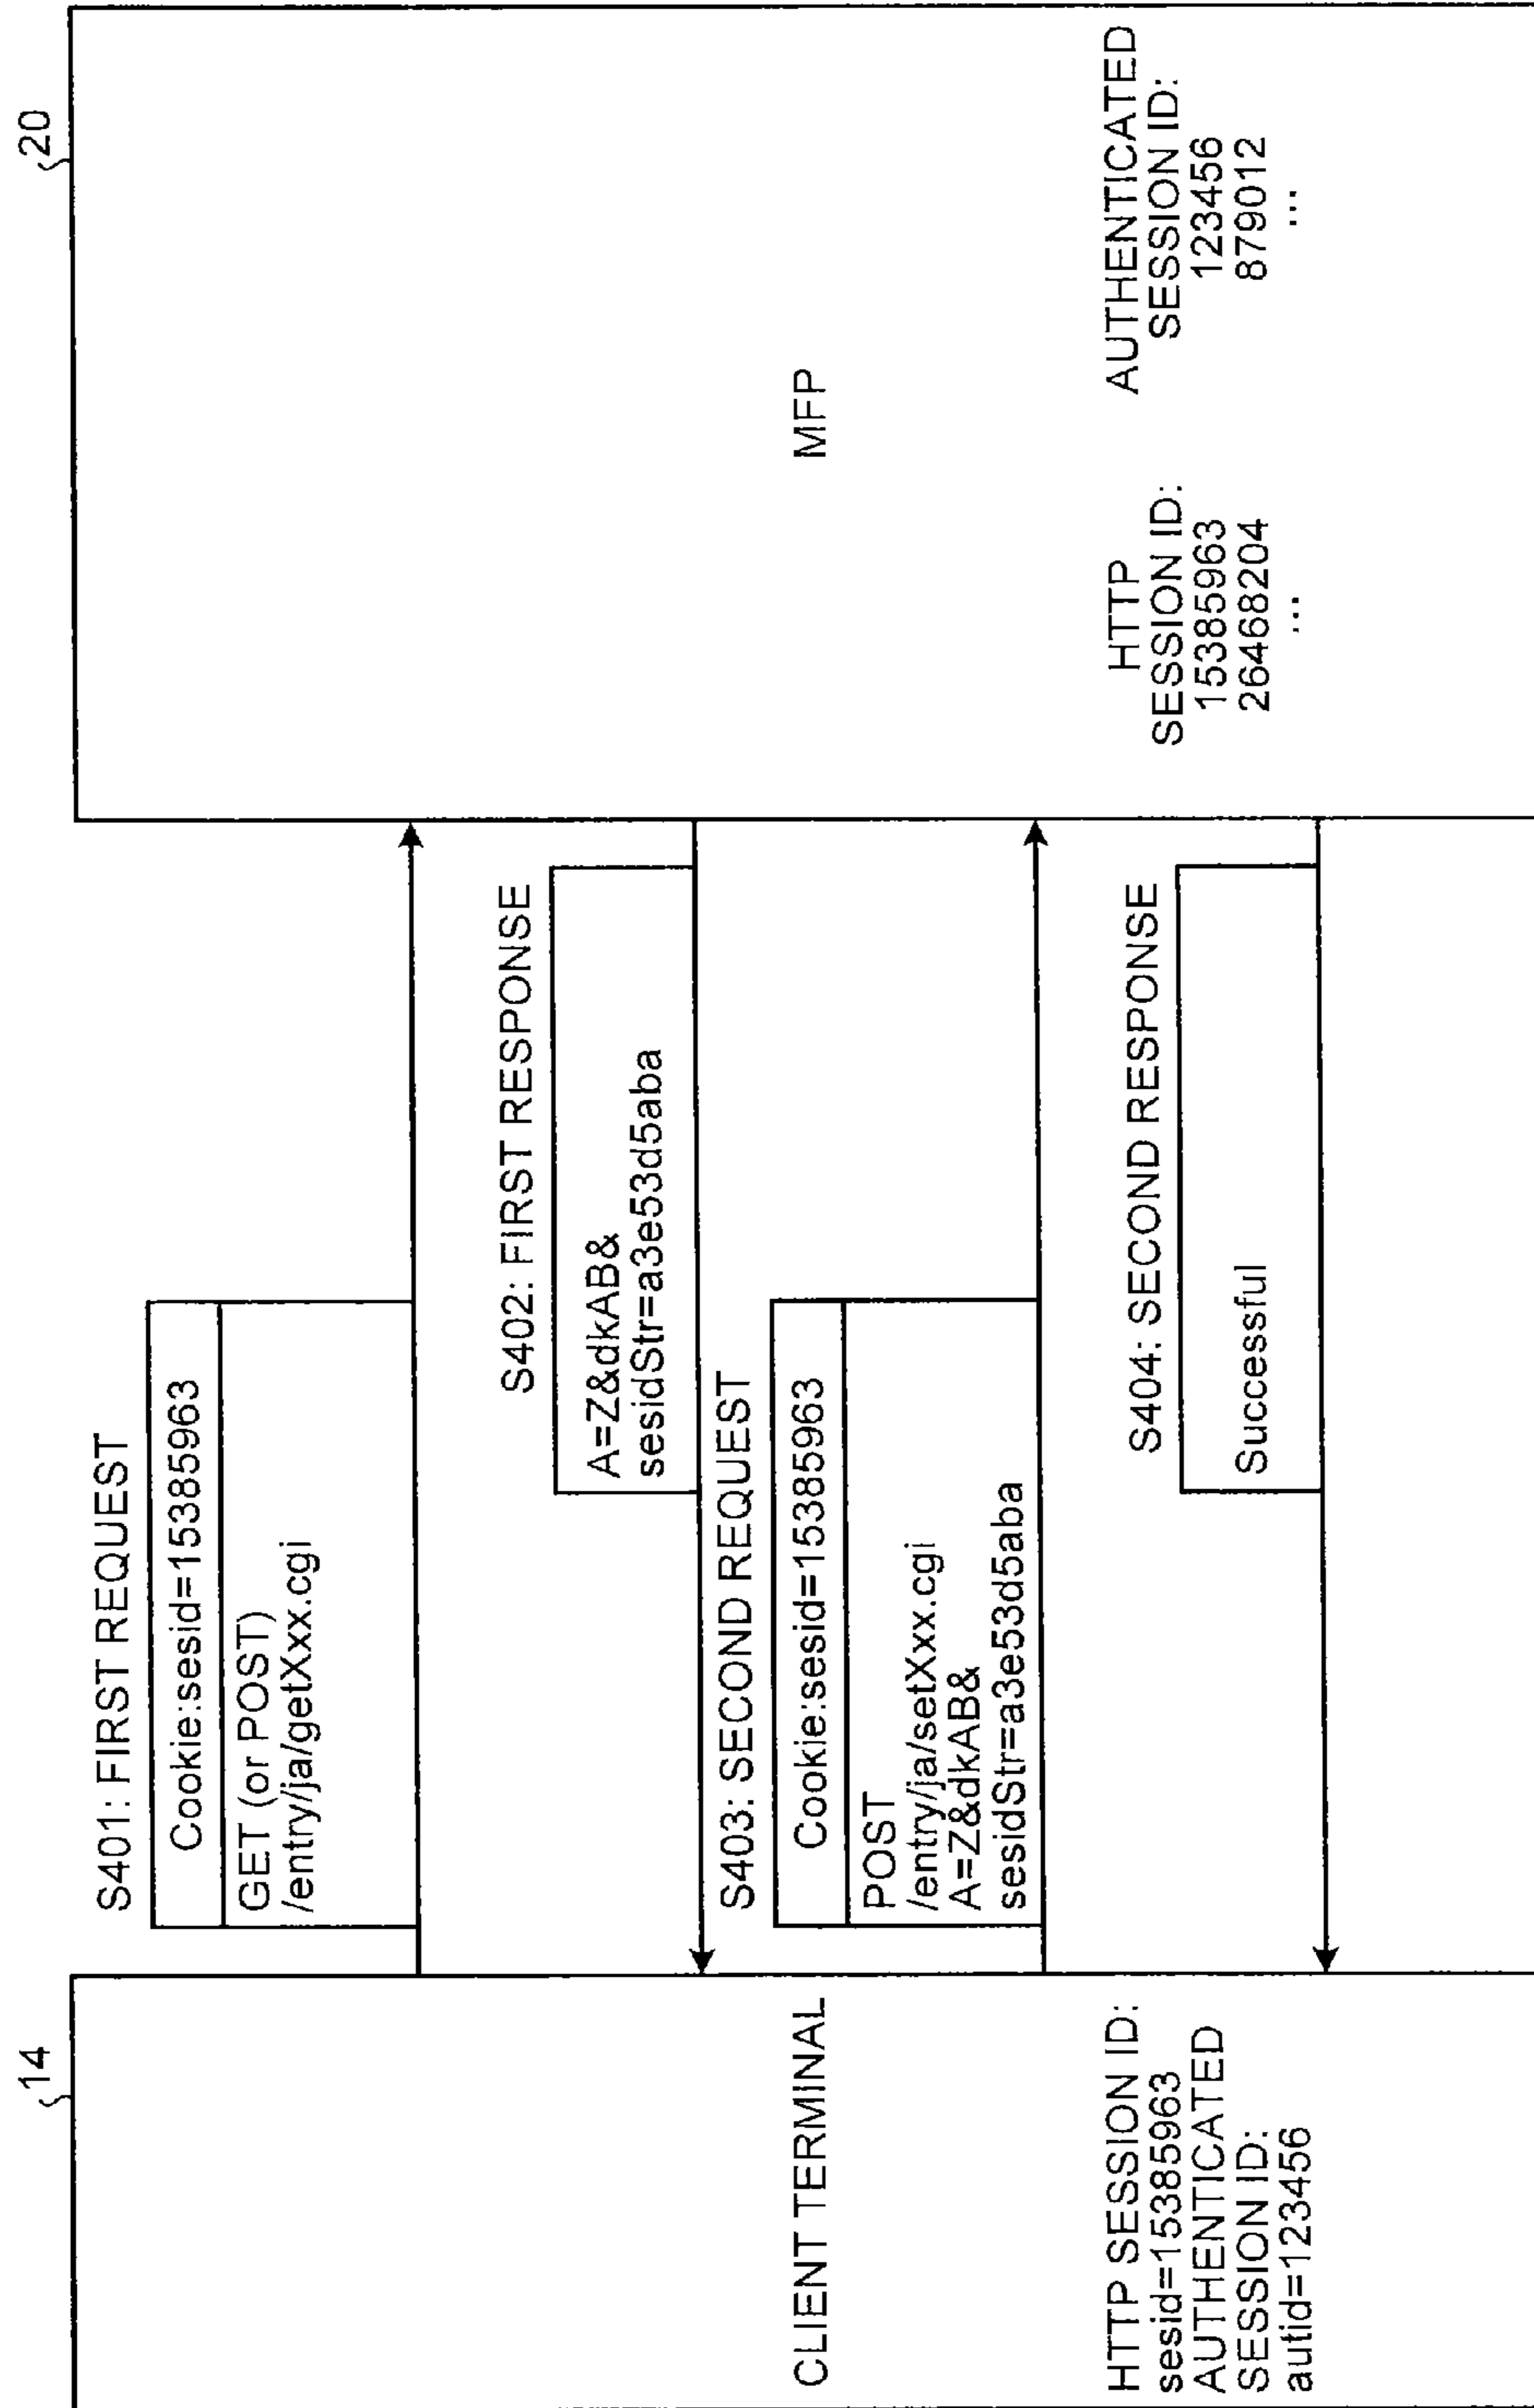 14
CLIENT TERMINAL
HTTP SESSION ID:
sesid=15385963
AUTHENTICATED
SESSION ID:
autid=123456
S401: FIRST REQUEST
Cookie:sesid=15385963
GET (or POST)
/entry/ja/getXxx.cgi
S402: FIRST RESPONSE
A=Z&dkAB&
sesidStr=a3e53d5aba
S403: SECOND REQUEST
Cookie:sesid=15385963
POST
/entry/ja/setXxx.cgi
A=Z&dkAB&
sesidStr=a3e53d5aba
S404: SECOND RESPONSE
Successful
20
MFP
HTTP
SESSION ID:
15385963
26468204
...
AUTHENTICATED
SESSION ID:
123456
879012
...